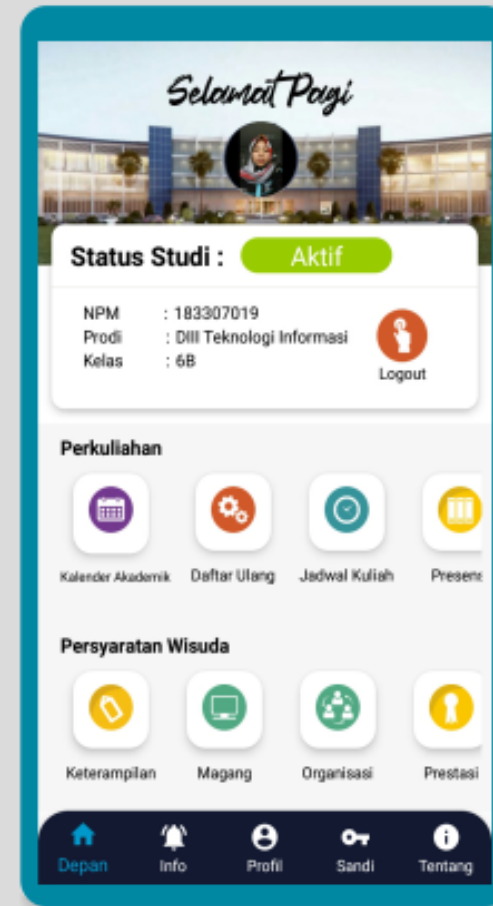 Selamat Pagi
Status Studi : Aktif
NPM : 183307019
Prodi : DIII Teknologi Informasi
Kelas : 6B
Logout
Perkuliahan
Kalender Akademik Daftar Ulang Jadwal Kuliah Presens
Persyaratan Wisuda
Keterampilan Magang Organisasi Prestasi
Depan Info Profil Sandi Tentang